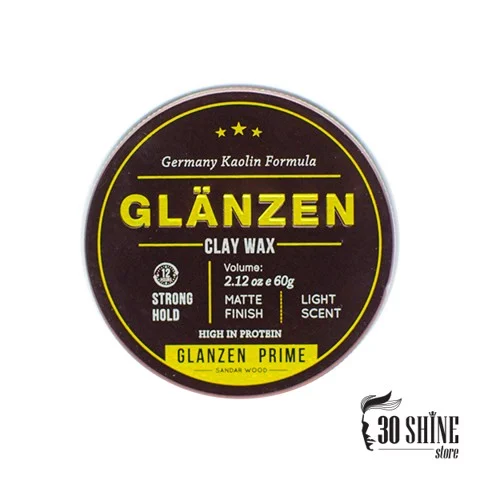 Germany Kaolin Formula
GLÄNZEN
CLAY WAX
12
STRONG
HOLD
Volume:
2.12 oz e 60g
MATTE
FINISH
LIGHT
SCENT
HIGH IN PROTEIN
GLANZEN PRIME
SANDAR WOOD
30 SHINE
store